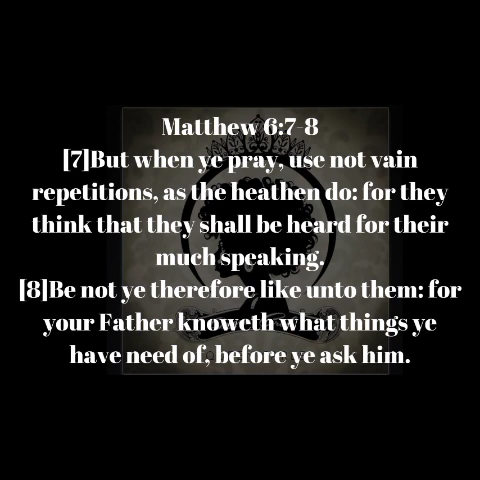 Matthew 6:7-8
[7]But when ye pray, use not vain
repetitions, as the heathen do: for they
think that they shall be heard for their
much speaking.
[8]Be not ye therefore like unto them: for
your Father knoweth what things ye
have need of, before ye ask him.